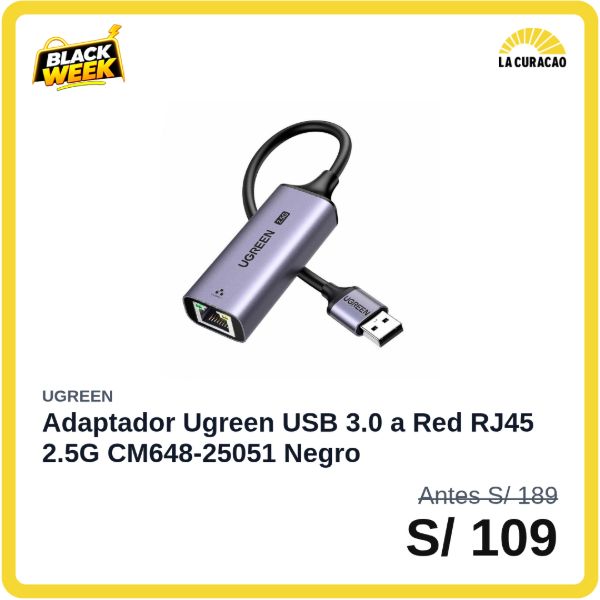 BLACK
WEEK
LA CURACAO
2.5G
UGREEN
UGREEN
UGREEN
Adaptador Ugreen USB 3.0 a Red RJ45
2.5G CM648-25051 Negro
Antes S/ 189
S/ 109